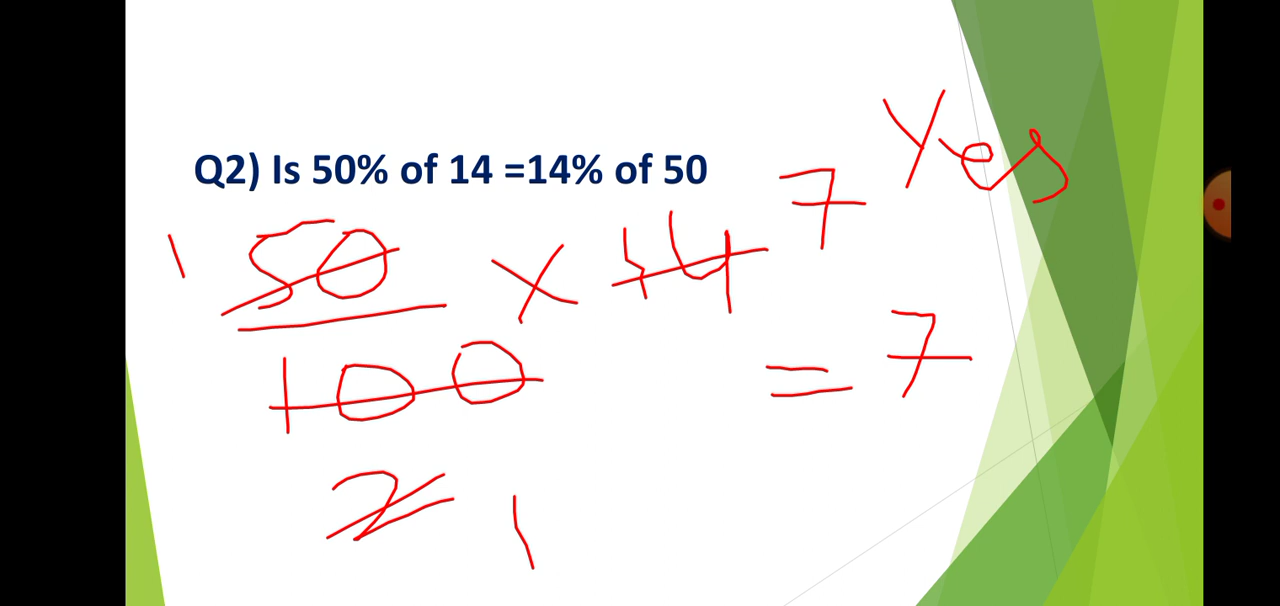 Q2) Is 50% of 14 =14% of 50
Yes
7
1 50 x 14
100 = 7
2 1